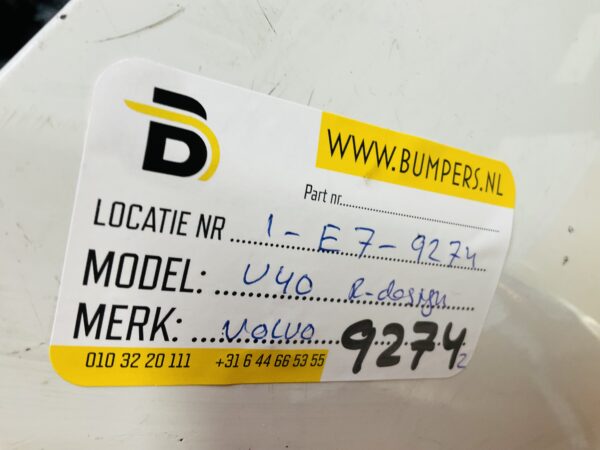 WWW.BUMPERS.NL
Part nr.
LOCATIE NR 1-E7-9274
MODEL: V40 R-design
MERK: VOLVO 9274 2
010 32 20 111 +31 6 44 66 53 55